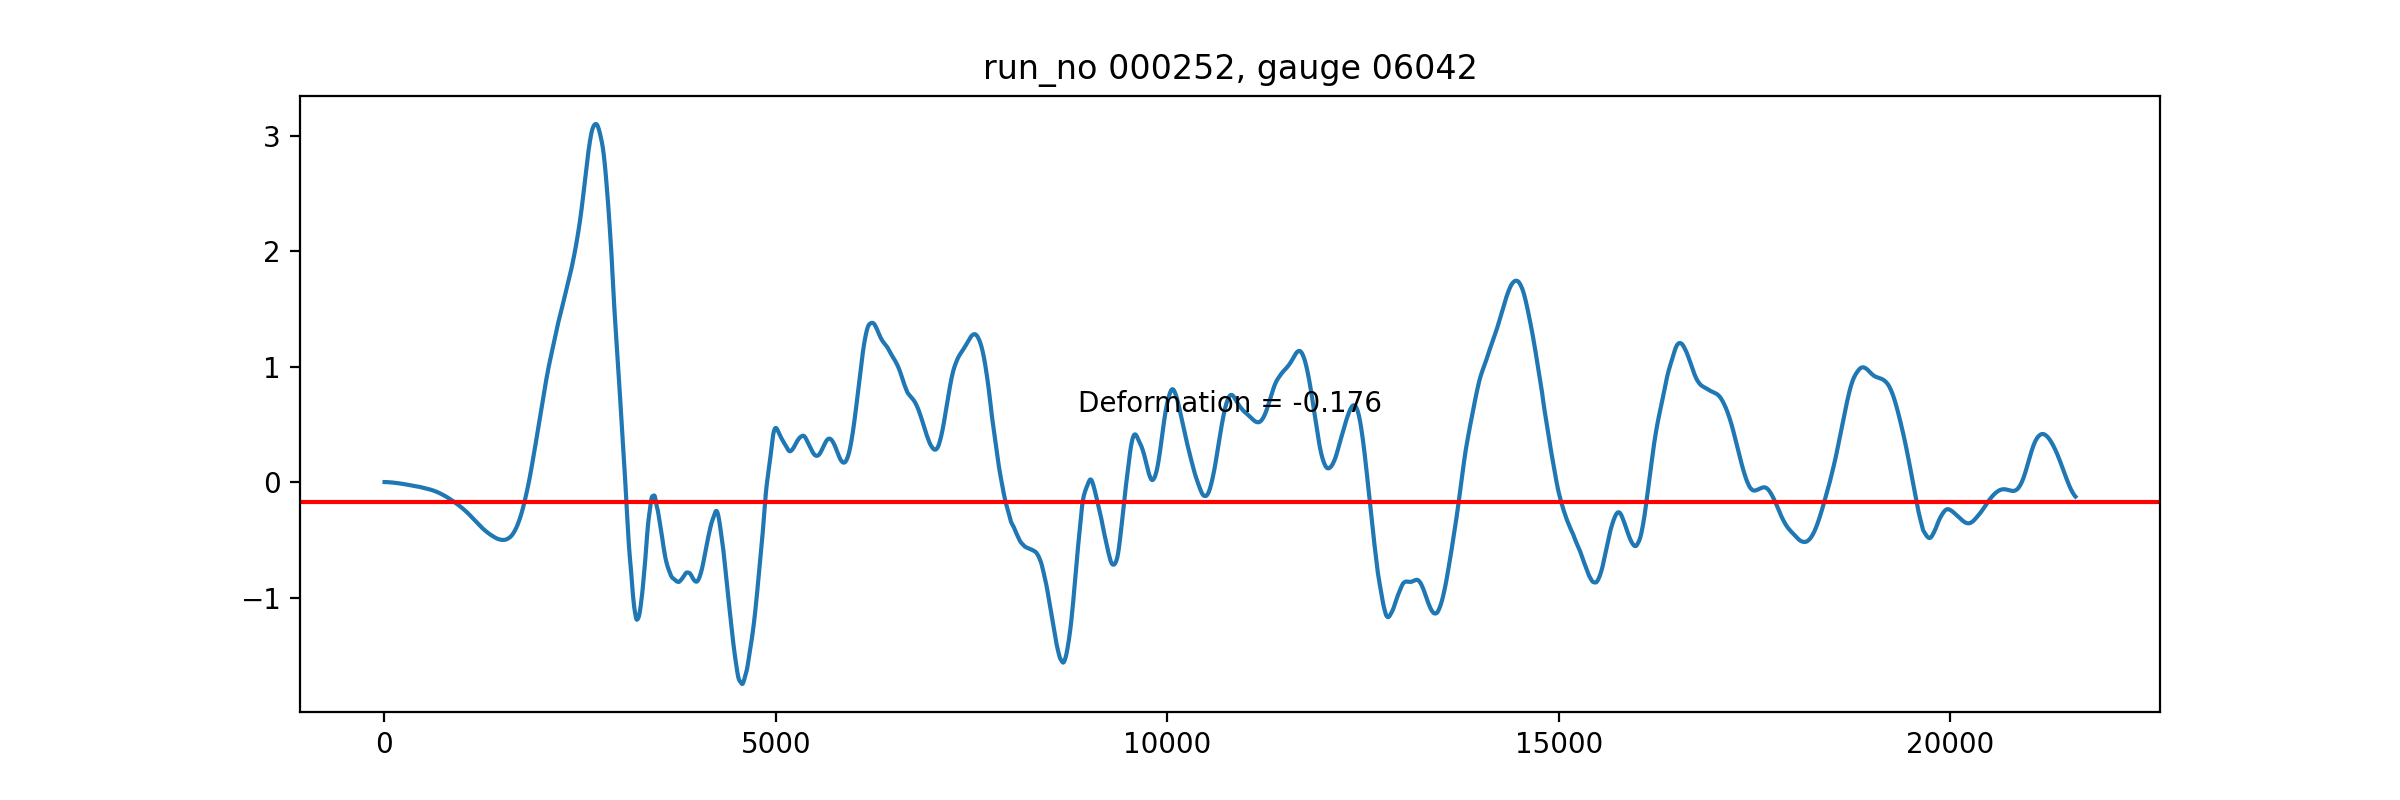 run_no 000252, gauge 06042
3
2
1
0
−1
Deformation = -0.176
0 5000 10000 15000 20000